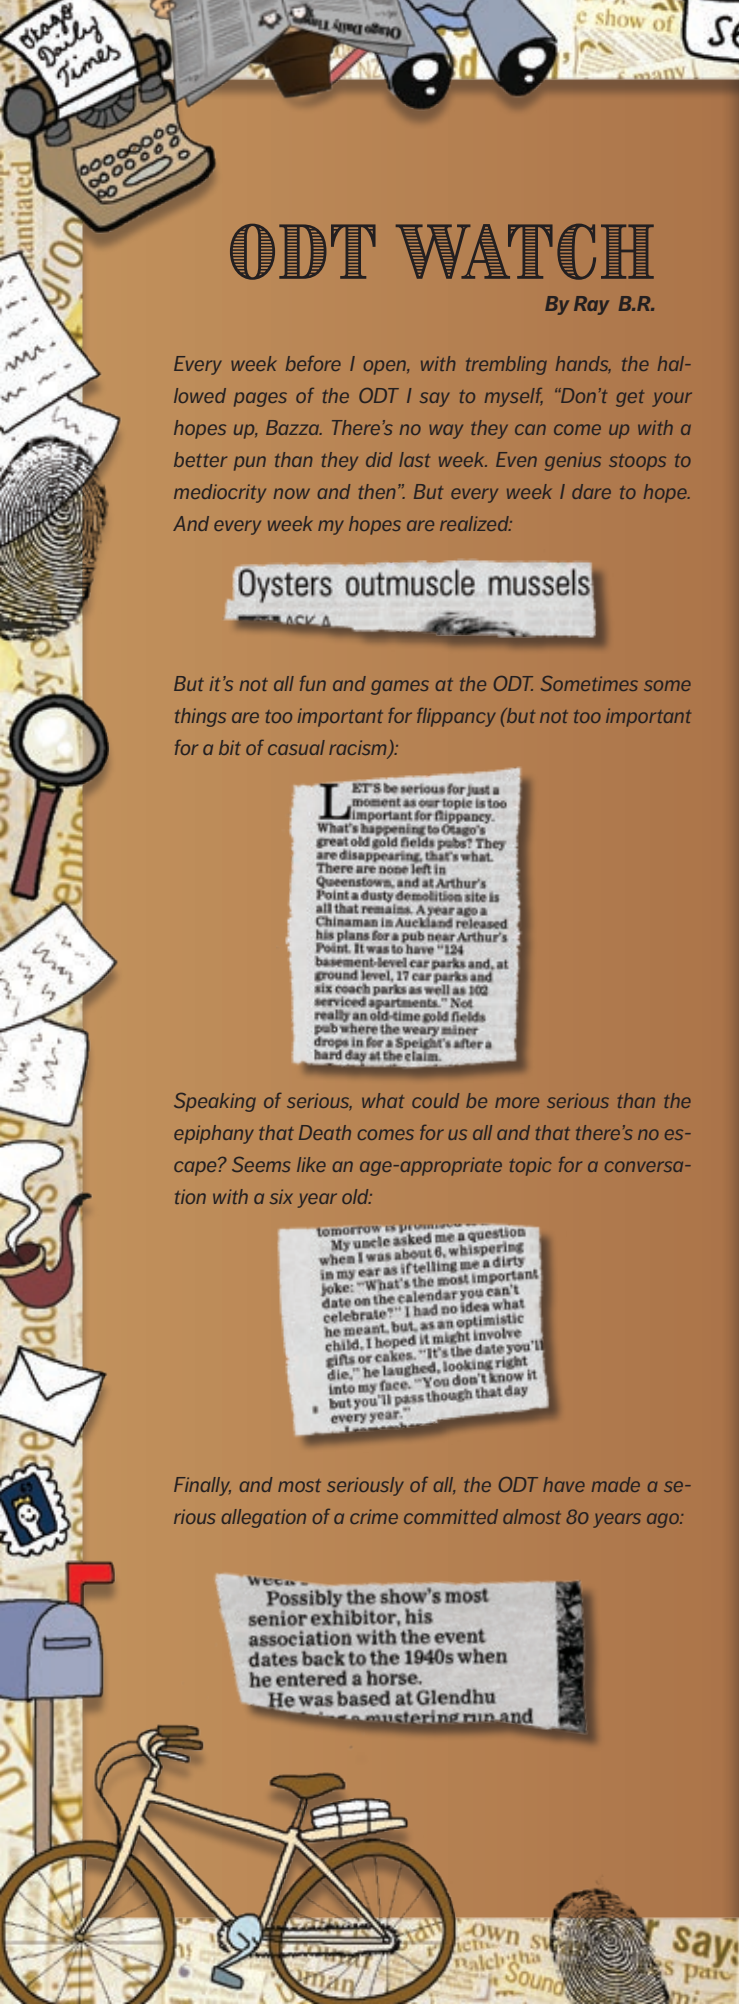 Otago
Daily
Times
Otago Daily Times
e show of
many
ODT WATCH
By Ray B.R.
Every week before I open, with trembling hands, the hal-
lowed pages of the ODT I say to myself, “Don’t get your
hopes up, Bazza. There’s no way they can come up with a
better pun than they did last week. Even genius stoops to
mediocrity now and then”. But every week I dare to hope.
And every week my hopes are realized:
Oysters outmuscle mussels
ASK A
But it’s not all fun and games at the ODT. Sometimes some
things are too important for flippancy (but not too important
for a bit of casual racism):
LET'S be serious for just a
moment as our topic is too
important for flippancy.
What's happening to Otago's
great old gold fields pubs? They
are disappearing, that's what.
There are none left in
Queenstown, and at Arthur's
Point a dusty demolition site is
all that remains. A year ago a
Chinaman in Auckland released
his plans for a pub near Arthur's
Point. It was to have "124
basement-level car parks and, at
ground level, 17 car parks and
six coach parks as well as 102
serviced apartments." Not
really an old-time gold fields
pub where the weary miner
drops in for a Speight's after a
hard day at the claim.
Speaking of serious, what could be more serious than the
epiphany that Death comes for us all and that there’s no es-
cape? Seems like an age-appropriate topic for a conversa-
tion with a six year old:
tomorrow is
My uncle asked me a question
when I was about 6, whispering
in my ear as if telling me a dirty
joke: "What's the most important
date on the calendar you can't
celebrate?" I had no idea what
he meant, but, as an optimistic
child, I hoped it might involve
gifts or cakes. "It's the date you'll
die," he laughed, looking right
into my face. "You don't know it
but you'll pass though that day
every year."
Finally, and most seriously of all, the ODT have made a se-
rious allegation of a crime committed almost 80 years ago:
Possibly the show's most
senior exhibitor, his
association with the event
dates back to the 1940s when
he entered a horse.
He was based at Glendhu
mustering run and
own
Sound
says